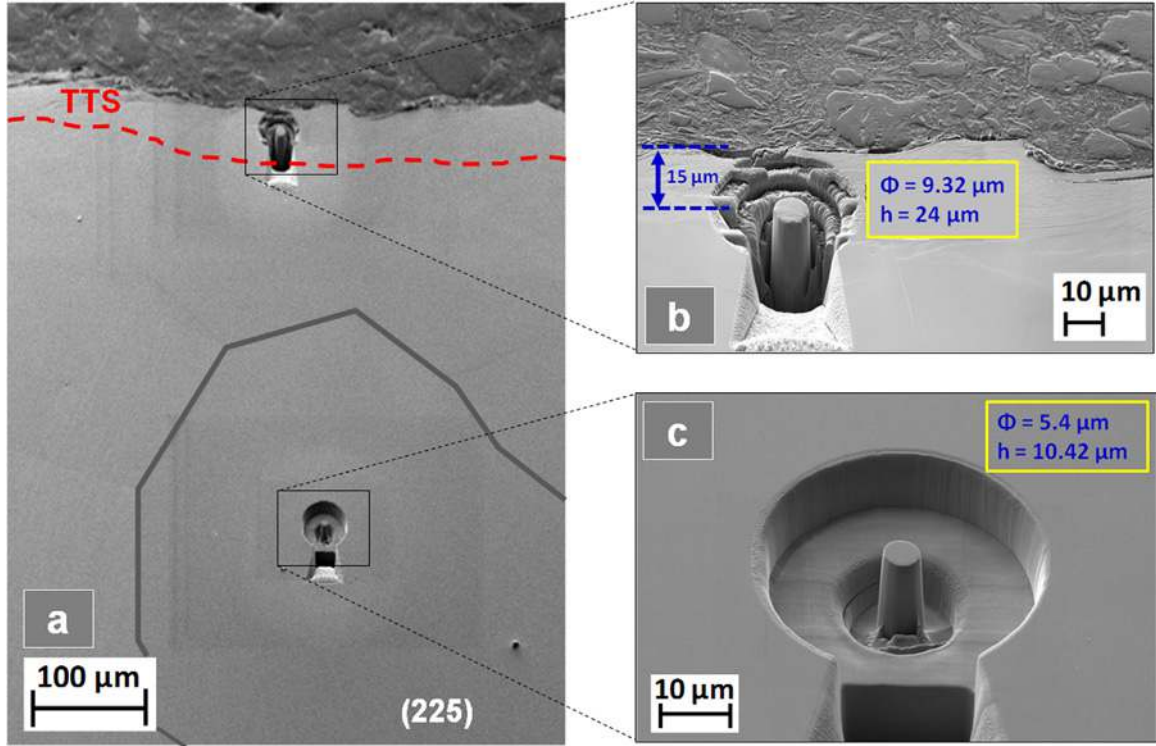 TTS
a
100 µm
(225)
15 µm
Φ = 9.32 µm
h = 24 µm
b
10 µm
c
Φ = 5.4 µm
h = 10.42 µm
10 µm